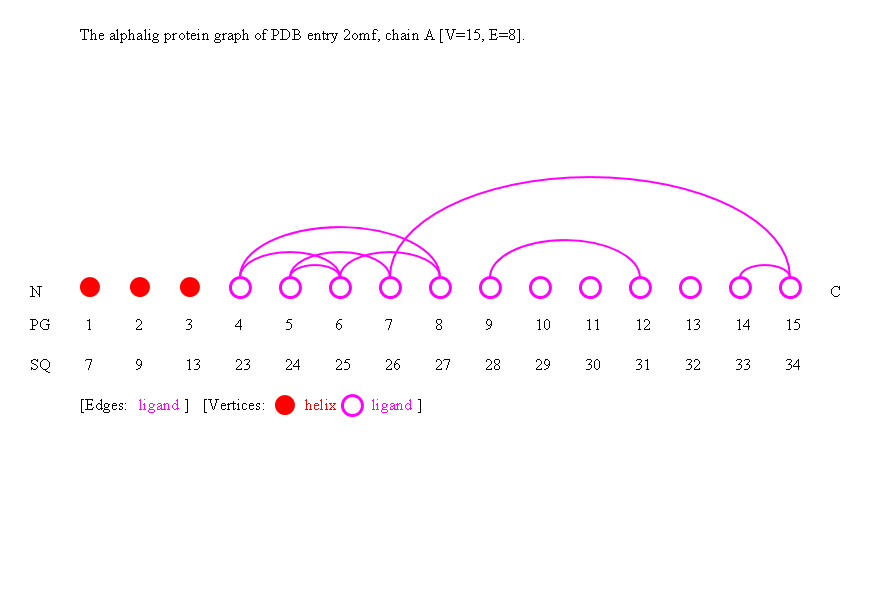 The alphalig protein graph of PDB entry 2omf, chain A [V=15, E=8].
N C
PG 1 2 3 4 5 6 7 8 9 10 11 12 13 14 15
SQ 7 9 13 23 24 25 26 27 28 29 30 31 32 33 34
[Edges: ligand ] [Vertices: helix ligand ]